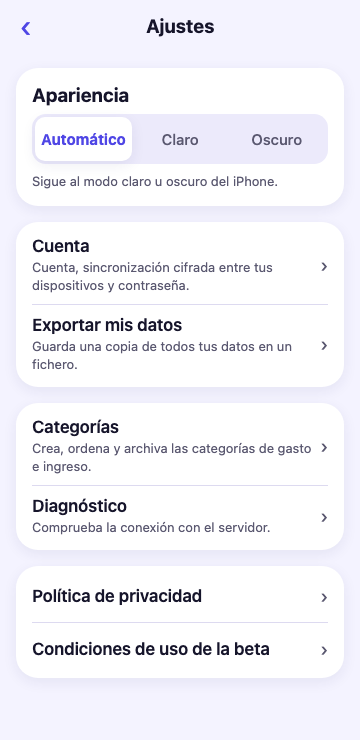 Ajustes
Apariencia
Automático Claro Oscuro
Sigue al modo claro u oscuro del iPhone.
Cuenta
Cuenta, sincronización cifrada entre tus
dispositivos y contraseña.
Exportar mis datos
Guarda una copia de todos tus datos en un
fichero.
Categorías
Crea, ordena y archiva las categorías de gasto
e ingreso.
Diagnóstico
Comprueba la conexión con el servidor.
Política de privacidad
Condiciones de uso de la beta